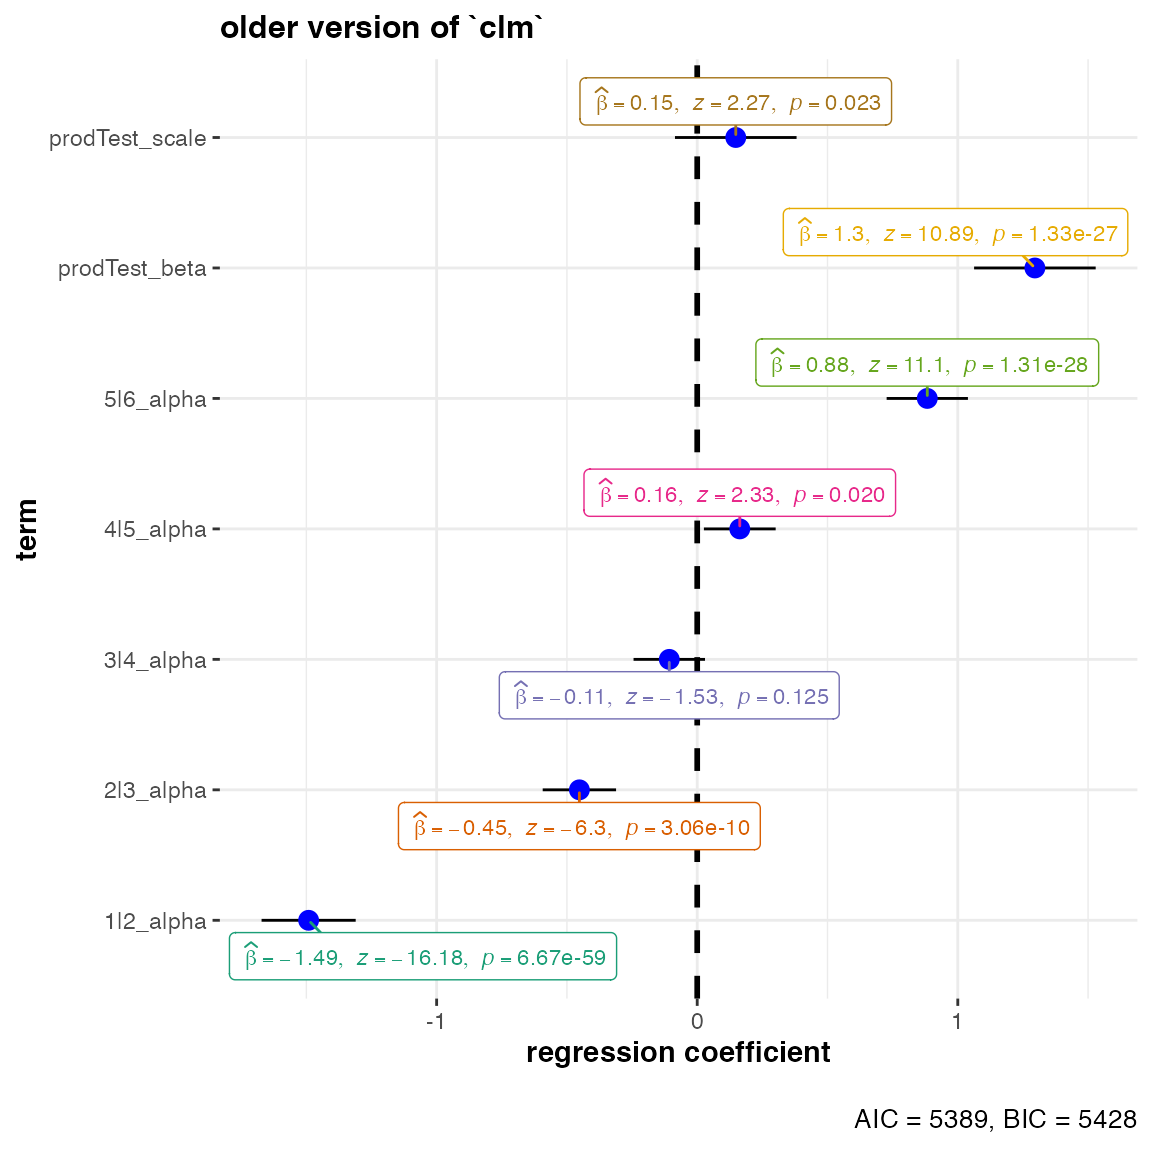 older version of `clm`
β̂ = 0.15, z = 2.27, p = 0.023
prodTest_scale
β̂ = 1.3, z = 10.89, p = 1.33e-27
prodTest_beta
β̂ = 0.88, z = 11.1, p = 1.31e-28
5|6_alpha
β̂ = 0.16, z = 2.33, p = 0.020
4|5_alpha
term
3|4_alpha
β̂ = −0.11, z = −1.53, p = 0.125
2|3_alpha
β̂ = −0.45, z = −6.3, p = 3.06e-10
1|2_alpha
β̂ = −1.49, z = −16.18, p = 6.67e-59
-1 0 1
regression coefficient
AIC = 5389, BIC = 5428